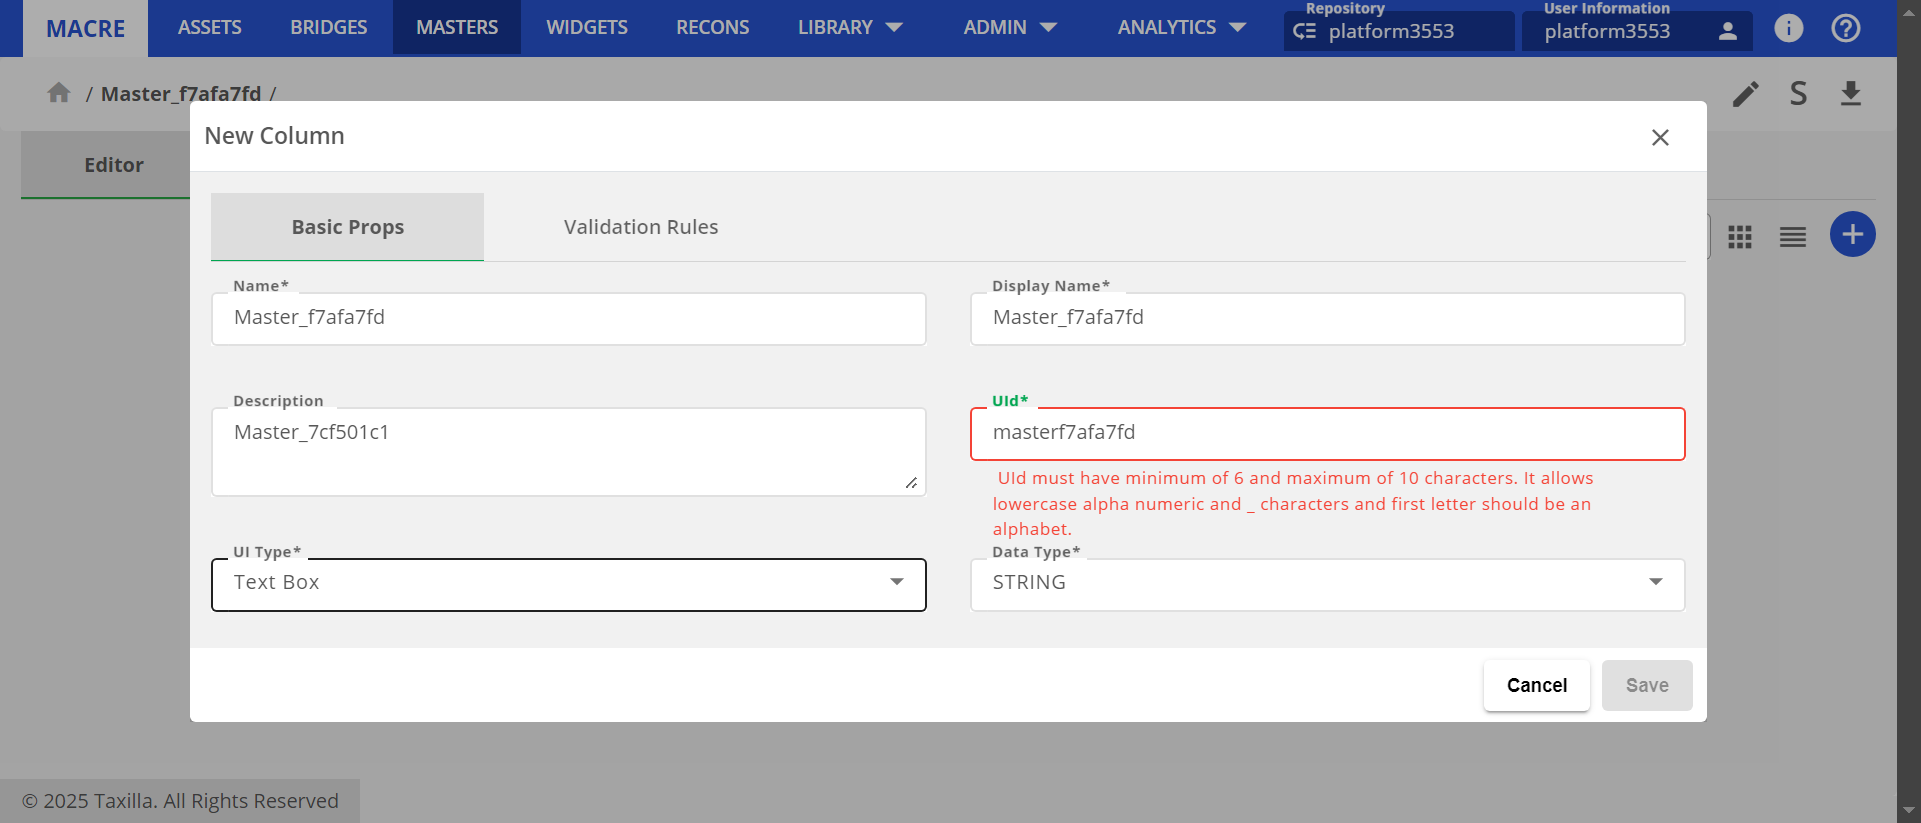 MACRE ASSETS BRIDGES MASTERS WIDGETS RECONS LIBRARY ADMIN ANALYTICS
Repository
platform3553
User Information
platform3553
/ Master_f7afa7fd /
S
Editor
New Column
Basic Props
Validation Rules
Name*
Master_f7afa7fd
Display Name*
Master_f7afa7fd
Description
Master_7cf501c1
UId*
masterf7afa7fd
UId must have minimum of 6 and maximum of 10 characters. It allows
lowercase alpha numeric and _ characters and first letter should be an
alphabet.
UI Type*
Text Box
Data Type*
STRING
Cancel
Save
© 2025 Taxilla. All Rights Reserved